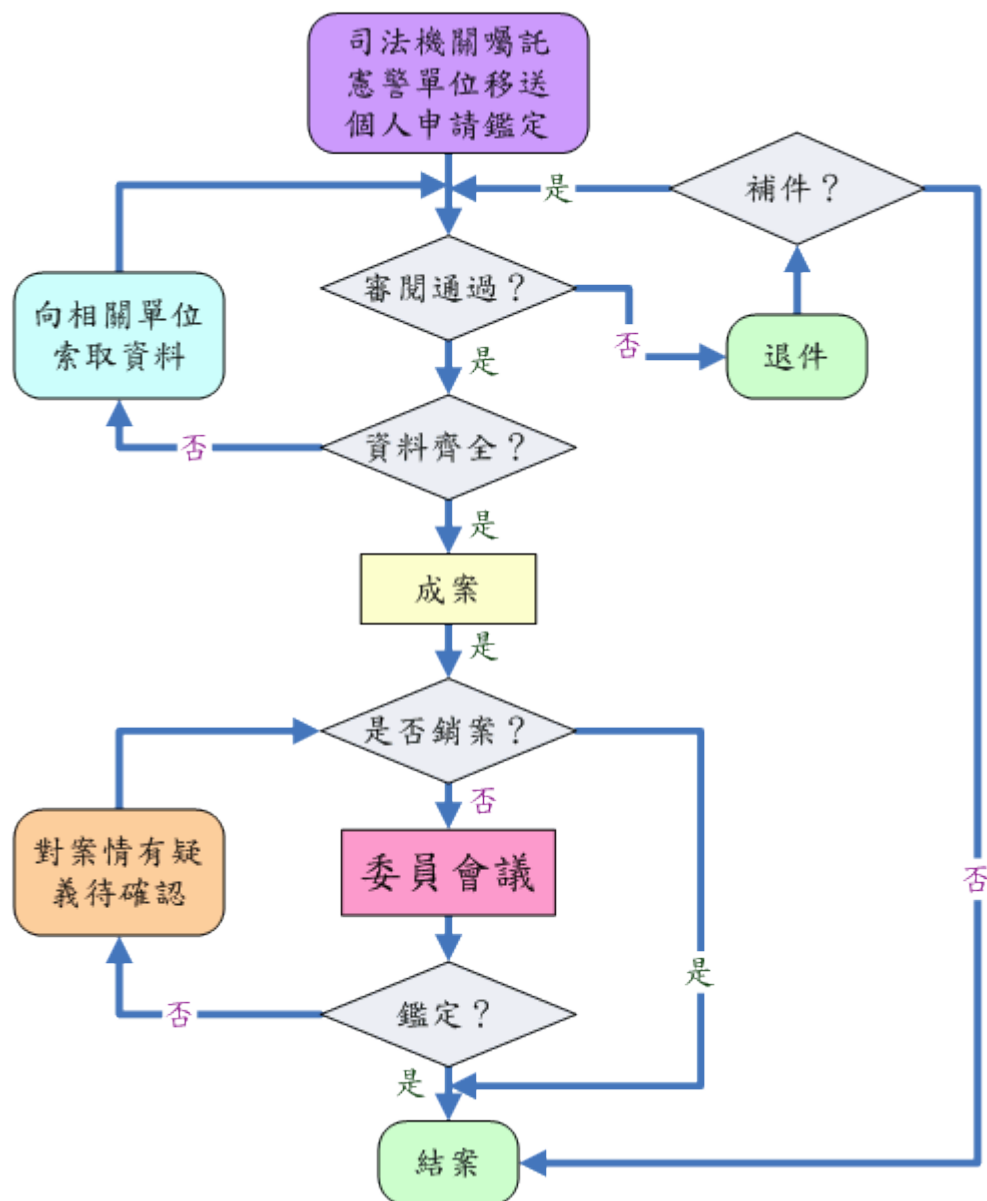 司法機關囑託
憲警單位移送
個人申請鑑定
是
補件？
審閱通過？
向相關單位
索取資料
否
退件
是
否
資料齊全？
是
成案
是
是否銷案？
否
對案情有疑
義待確認
委員會議
否
是
否
鑑定？
是
結案